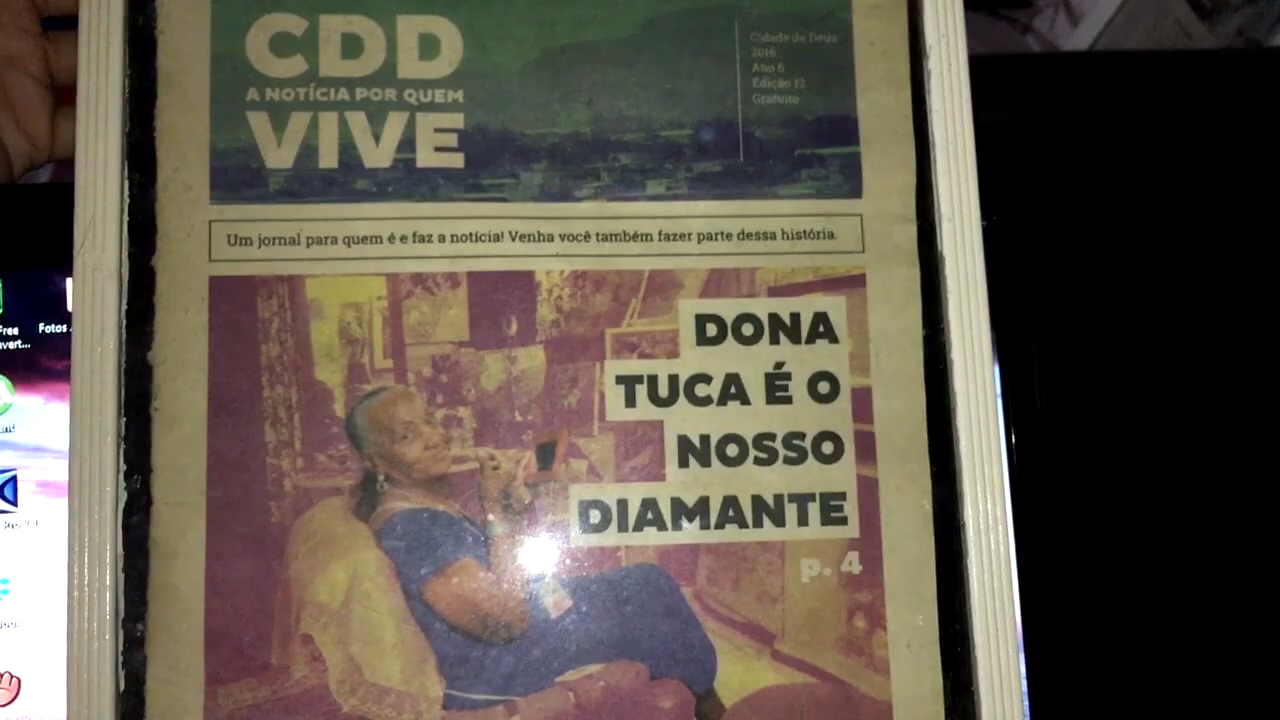 CDD
A NOTÍCIA POR QUEM
VIVE
Cidade de Deus
2016
Ano 6
Edição 12
Gratuito
Um jornal para quem é e faz a notícia! Venha você também fazer parte dessa história.
DONA
TUCA É O
NOSSO
DIAMANTE
p. 4
Free
Fotos
vert...